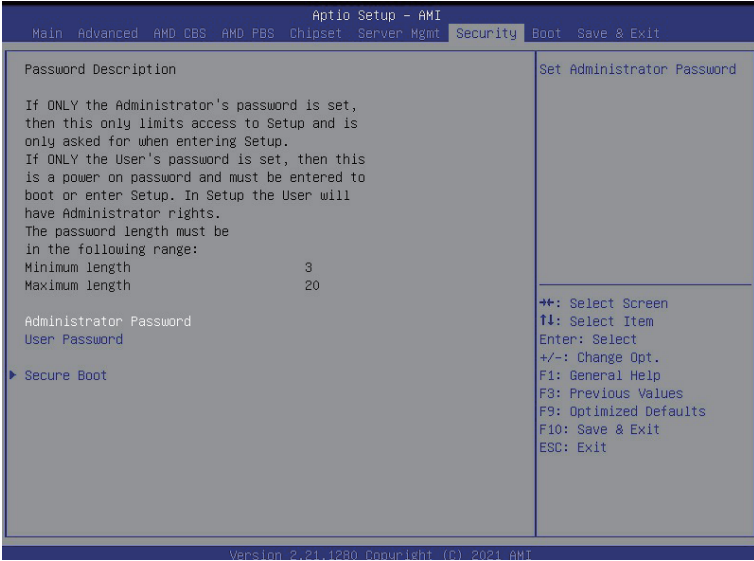 Aptio Setup – AMI
Main Advanced AMD CBS AMD PBS Chipset Server Mgmt Security Boot Save & Exit
Password Description
If ONLY the Administrator's password is set,
then this only limits access to Setup and is
only asked for when entering Setup.
If ONLY the User's password is set, then this
is a power on password and must be entered to
boot or enter Setup. In Setup the User will
have Administrator rights.
The password length must be
in the following range:
Minimum length 3
Maximum length 20
Administrator Password
User Password
Secure Boot
Set Administrator Password
→←: Select Screen
↑↓: Select Item
Enter: Select
+/-: Change Opt.
F1: General Help
F3: Previous Values
F9: Optimized Defaults
F10: Save & Exit
ESC: Exit
Version 2.21.1280 Copyright (C) 2021 AMI